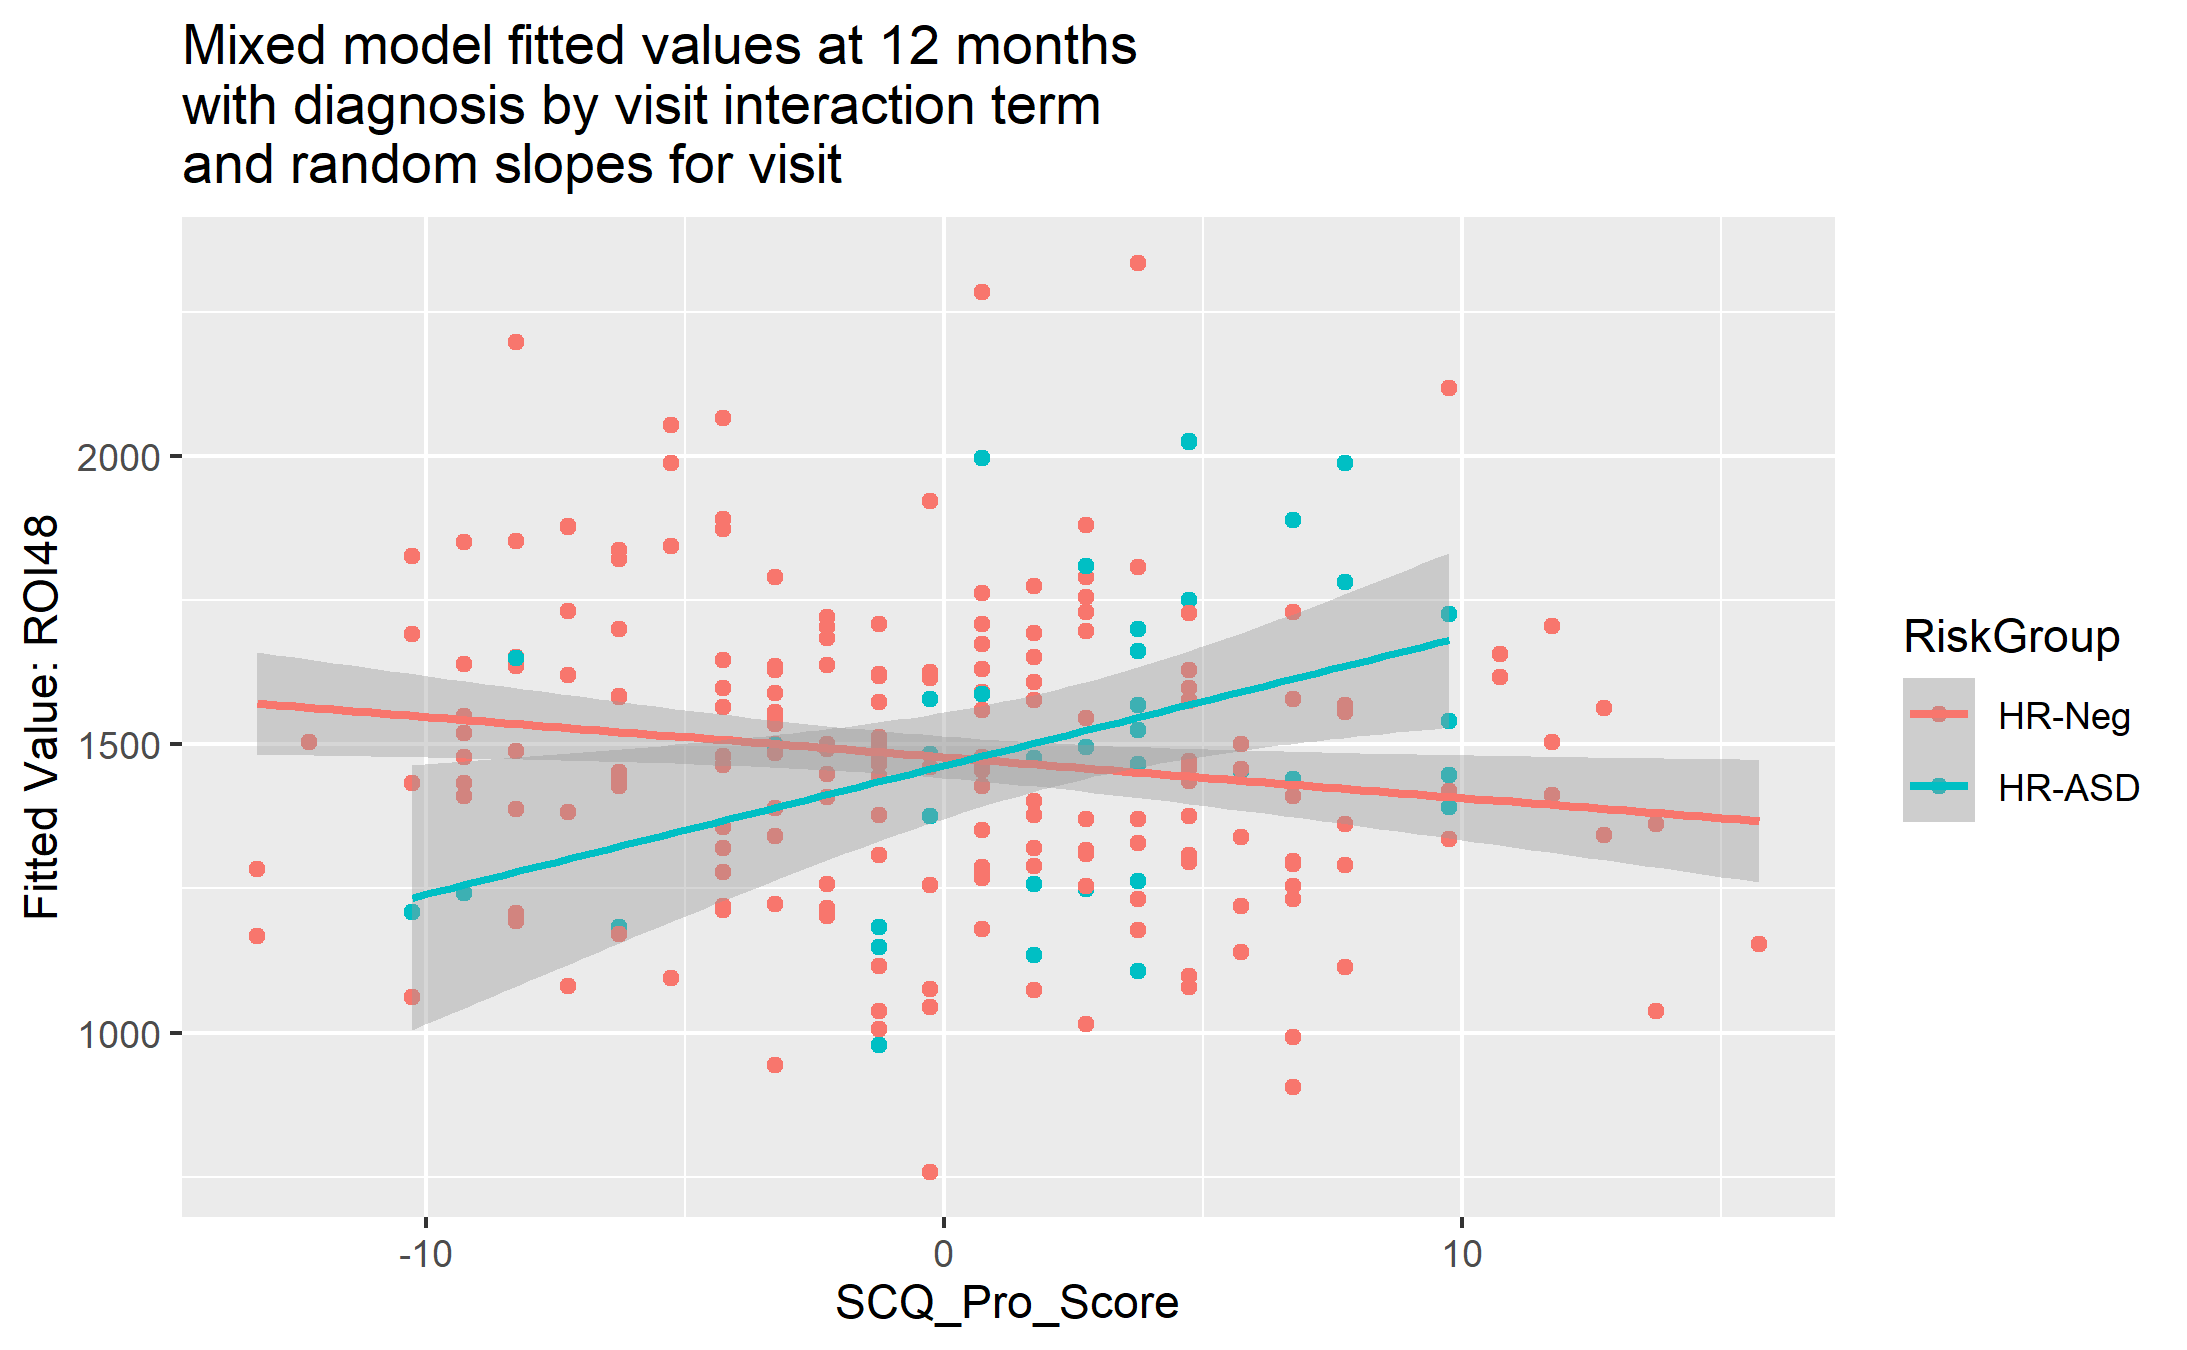 Mixed model fitted values at 12 months
with diagnosis by visit interaction term
and random slopes for visit
Fitted Value: ROI48
2000
1500
1000
-10
0
10
SCQ_Pro_Score
RiskGroup
HR-Neg
HR-ASD